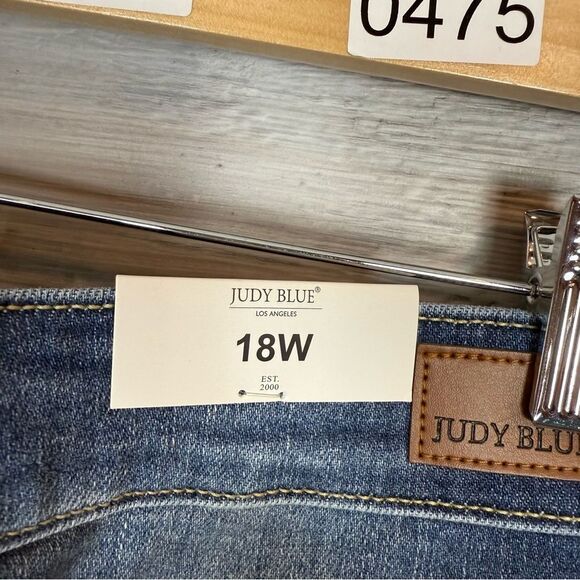 0475
JUDY BLUE®
LOS ANGELES
18W
EST.
2000
JUDY BLUE